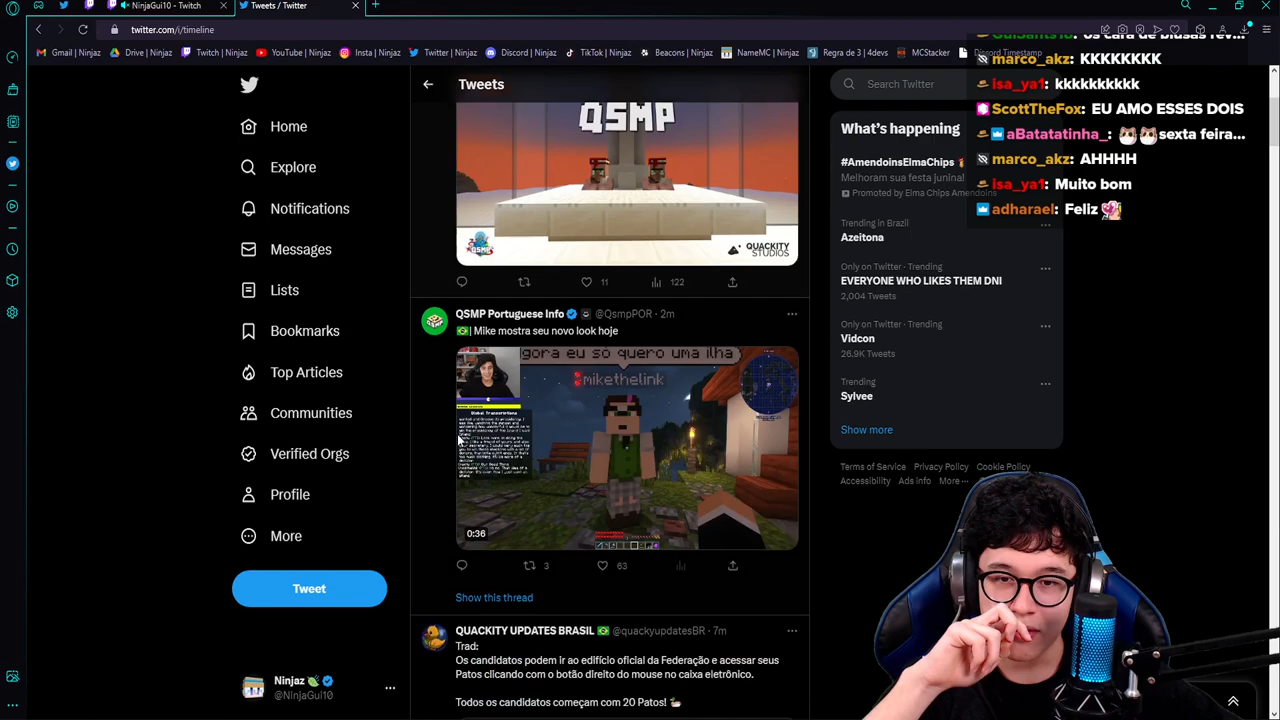 NinjaGui10 - Twitch
Tweets / Twitter
twitter.com/i/timeline
Gmail | Ninjaz
Drive | Ninjaz
Twitch | Ninjaz
YouTube | Ninjaz
Insta | Ninjaz
Twitter | Ninjaz
Discord | Ninjaz
TikTok | Ninjaz
Beacons | Ninjaz
NameMC | Ninjaz
Regra de 3 | 4devs
MCStacker
Discord Timestamp
Home
Explore
Notifications
Messages
Lists
Bookmarks
Top Articles
Communities
Verified Orgs
Profile
More
Tweet
Ninjaz
@NinjaGui10
Tweets
QSMP
QSMP
QUACKITY
STUDIOS
11
122
QSMP Portuguese Info @QsmpPOR · 2m
| Mike mostra seu novo look hoje
gora eu so quero uma ilha
mikethelink
Global Transcriptions
0:36
3
63
Show this thread
QUACKITY UPDATES BRASIL @quackyupdatesBR · 7m
Trad:
Os candidatos podem ir ao edifício oficial da Federação e acessar seus
Patos clicando com o botão direito do mouse no caixa eletrônico.
Todos os candidatos começam com 20 Patos!
Search Twitter
What's happening
#AmendoinsElmaChips
Melhoram sua festa junina!
Promoted by Elma Chips Amendoins
Trending in Brazil
Azeitona
Only on Twitter · Trending
EVERYONE WHO LIKES THEM DNI
2,004 Tweets
Only on Twitter · Trending
Vidcon
26.9K Tweets
Trending
Sylvee
Show more
Terms of Service Privacy Policy Cookie Policy
Accessibility Ads info More
marco_akz: KKKKKKKK
isa_ya1: kkkkkkkkkk
ScottTheFox: EU AMO ESSES DOIS
aBatatatinha_: sexta feira...
marco_akz: AHHHH
isa_ya1: Muito bom
adharael: Feliz